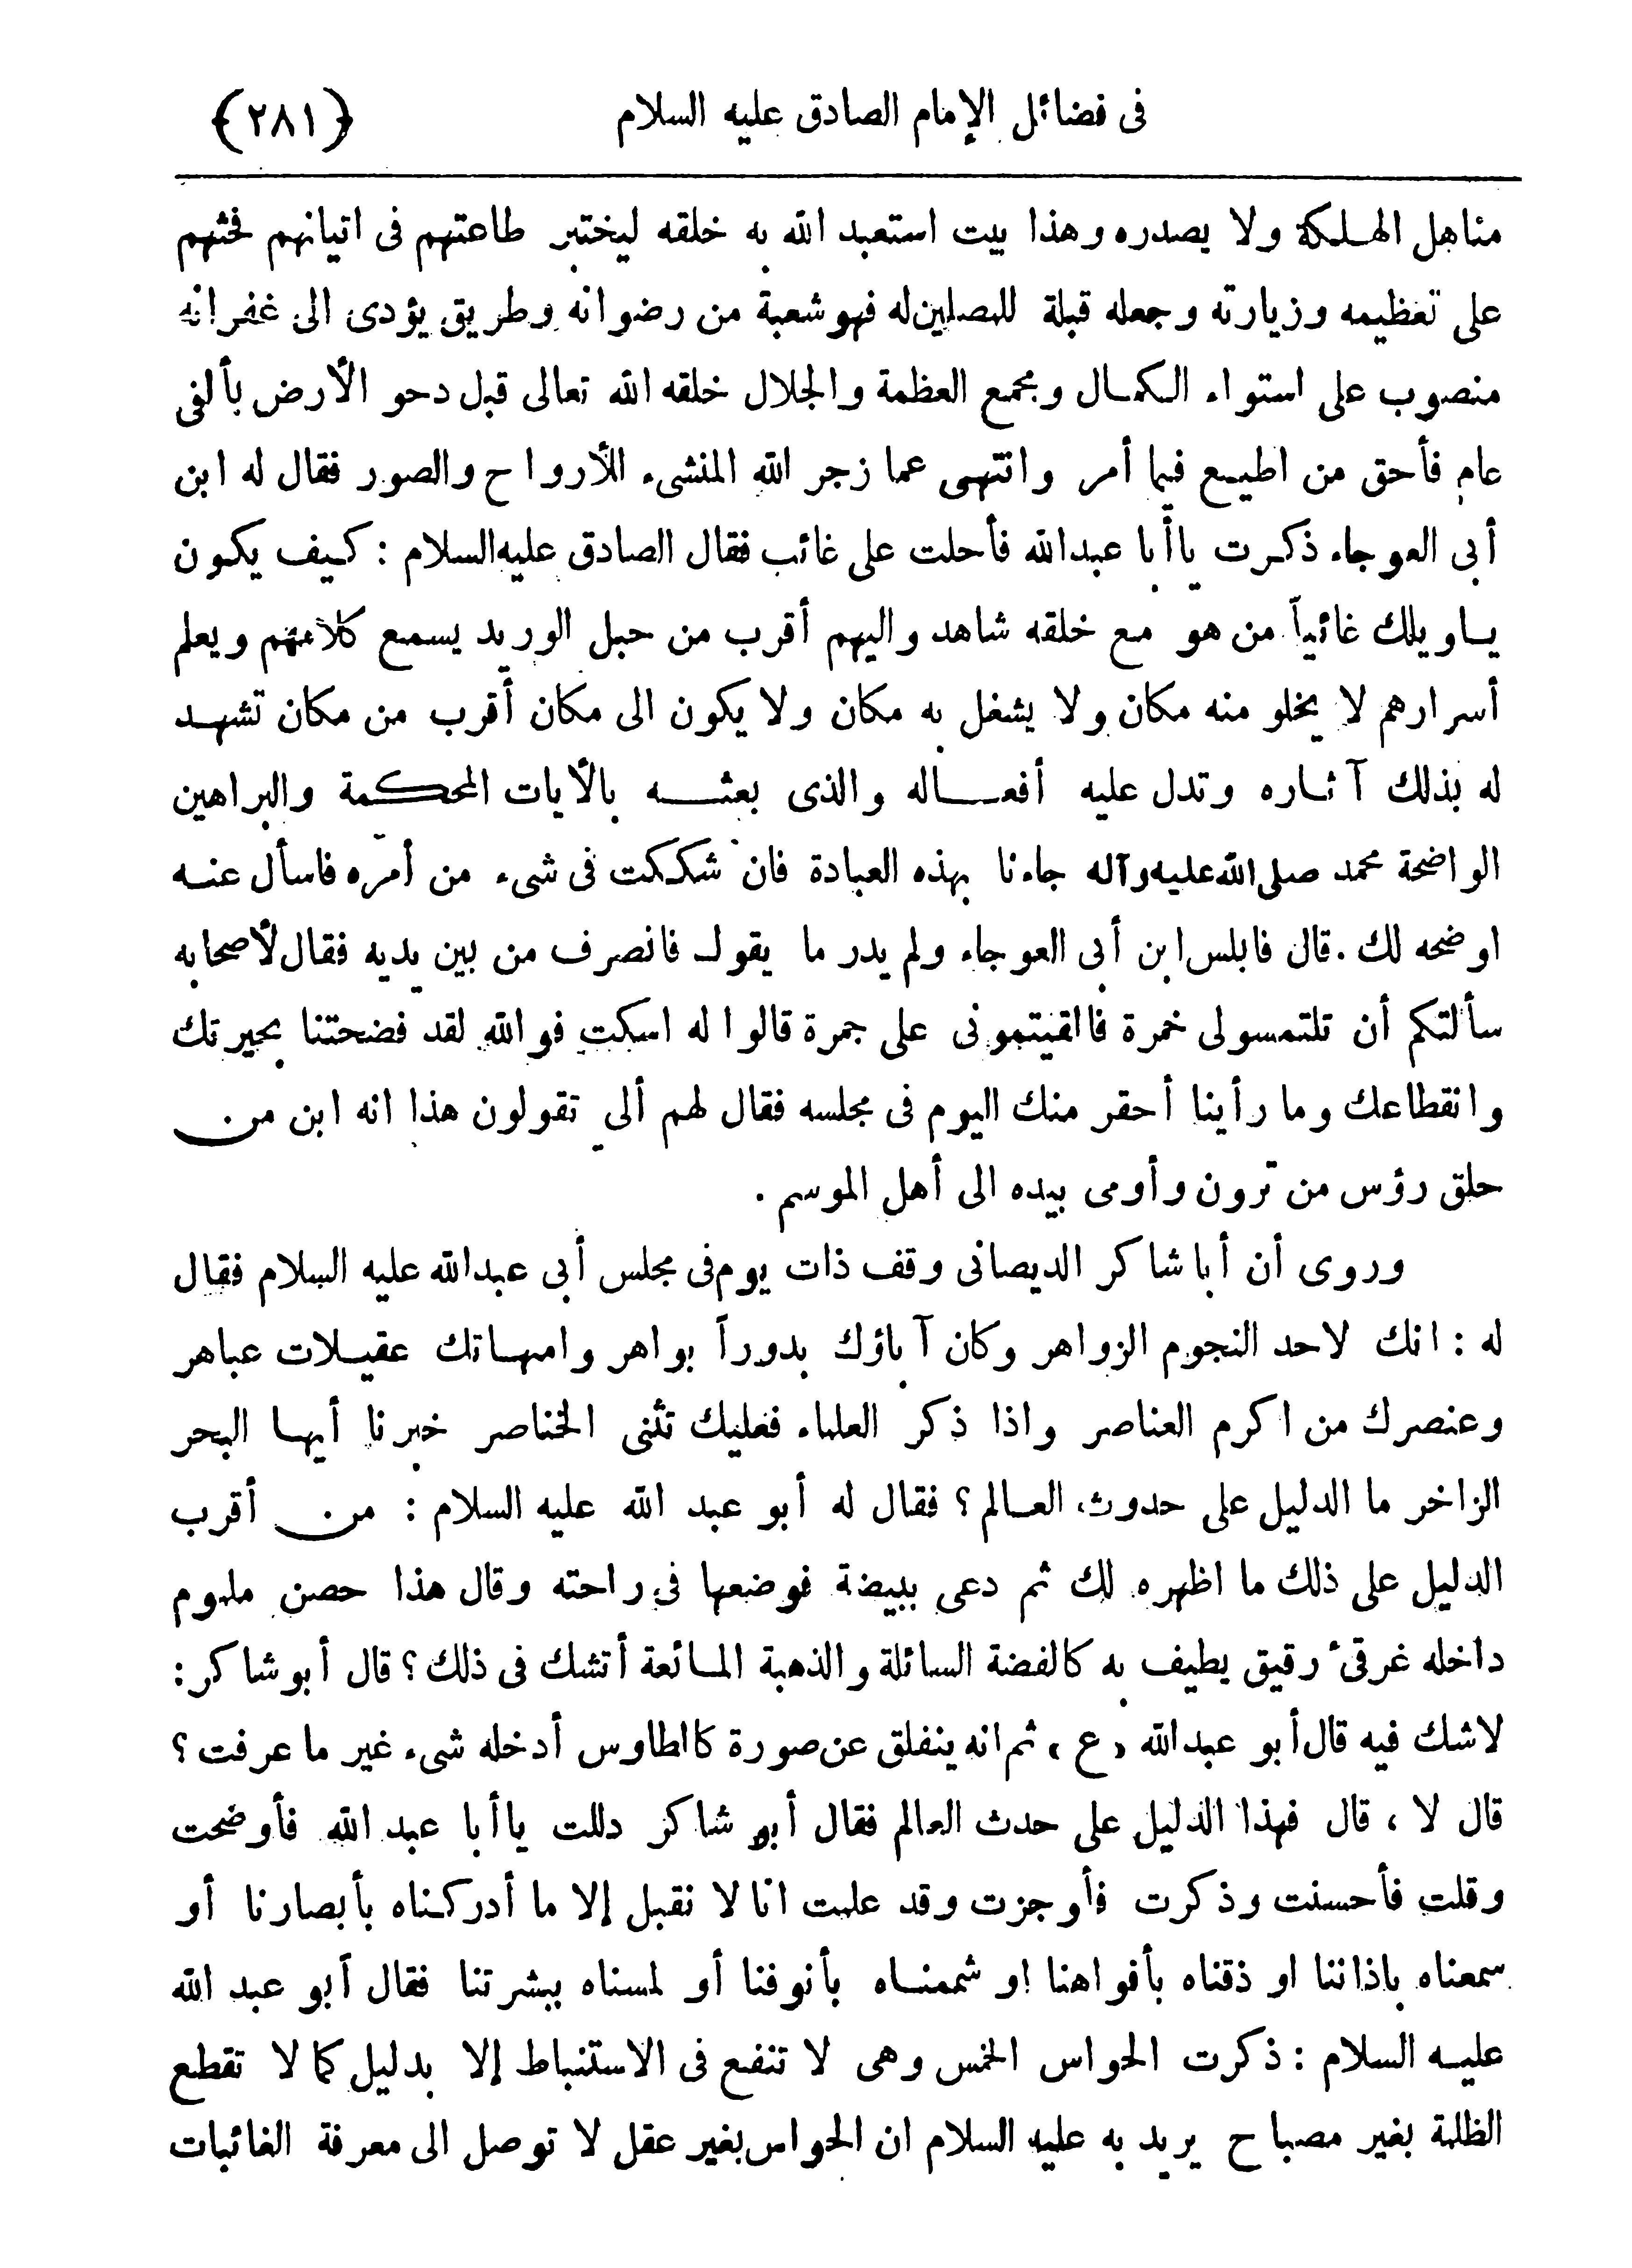 فى فضائل الإمام الصادق عليه السلام
﴿٢٨١﴾
مناهل الهلكة ولا يصدره وهذا بيت استعبد الله به خلقه ليختبر طاعتهم فى اتيانهم فحثهم
على تعظيمه وزيارته وجعله قبلة للمصلين له فهو شعبة من رضوانه وطريق يؤدى الى غفرانه
منصوب على استواء الكمال ومجمع العظمة والجلال خلقه الله تعالى قبل دحو الأرض بألفى
عام فأحق من اطيع فيما أمر وانتهى عما زجر الله المنشىء للأرواح والصور فقال له ابن
أبى العوجاء ذكرت ياأبا عبدالله فأحلت على غائب فقال الصادق عليه السلام : كيف يكون
ياويلك غائباً من هو مع خلقه شاهد واليهم أقرب من حبل الوريد يسمع كلامهم ويعلم
أسرارهم لا يخلو منه مكان ولا يشغل به مكان ولا يكون الى مكان أقرب من مكان تشهد
له بذلك آثاره وتدل عليه أفعاله والذى بعثه بالأيات المحكمة والبراهين
الواضحة محمد صلى الله عليه وآله جاءنا بهذه العبادة فان شككت فى شىء من أمره فاسأل عنه
اوضحه لك . قال فابلس ابن أبى العوجاء ولم يدر ما يقول فانصرف من بين يديه فقال لأصحابه
سألتكم أن تلتمسولى خمرة فالقيتمونى على جمرة قالوا له اسكت فوالله لقد فضحتنا بحيرتك
وانقطاعك وما رأينا أحقر منك اليوم فى مجلسه فقال لهم ألى تقولون هذا انه ابن من
حلق رؤس من ترون وأومى بيده الى أهل الموسم .
وروى أن أبا شاكر الديصانى وقف ذات يوم فى مجلس أبى عبدالله عليه السلام فقال
له : انك لاحد النجوم الزواهر وكان آباؤك بدوراً بواهر وامهاتك عقيلات عباهر
وعنصرك من اكرم العناصر واذا ذكر العلماء فعليك تثنى الخناصر خبرنا أيها البحر
الزاخر ما الدليل على حدوث العالم ؟ فقال له أبو عبد الله عليه السلام : من أقرب
الدليل على ذلك ما اظهره لك ثم دعى ببيضة فوضعها فى راحته وقال هذا حصن ملموم
داخله غرقىٔ رقيق يطيف به كالفضة السائلة والذهبة المائعة أتشك فى ذلك ؟ قال أبو شاكر :
لاشك فيه قال أبو عبدالله « ع » ثم انه ينفلق عن صورة كالطاوس أدخله شىء غير ما عرفت ؟
قال لا ، قال فهذا الدليل على حدث العالم فقال أبو شاكر دللت ياأبا عبد الله فأوضحت
وقلت فأحسنت وذكرت فأوجزت وقد علمت انا لا نقبل إلا ما أدركناه بأبصارنا أو
سمعناه باذاننا او ذقناه بأفواهنا او شممناه بأنوفنا أو لمسناه ببشرتنا فقال أبو عبد الله
عليه السلام : ذكرت الحواس الخمس وهى لا تنفع فى الاستنباط إلا بدليل كما لا تقطع
الظلمة بغير مصباح يريد به عليه السلام ان الحواس بغير عقل لا توصل الى معرفة الغائبات